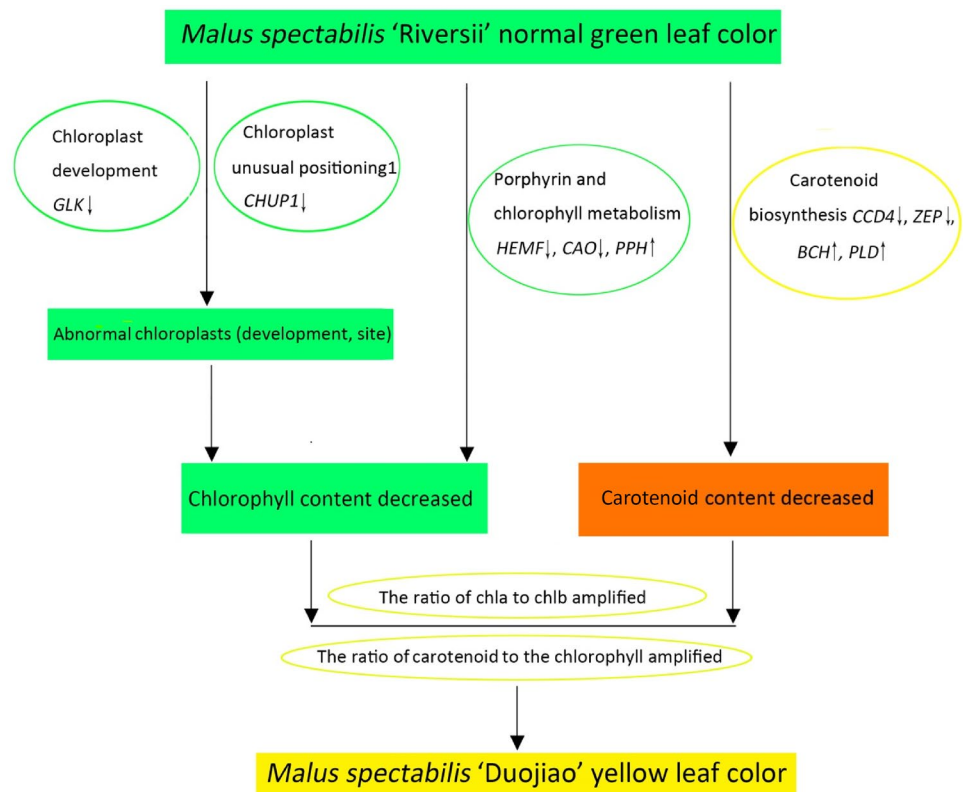 Malus spectabilis ‘Riversii’ normal green leaf color
Chloroplast
development
GLK↓
Chloroplast
unusual positioning1
CHUP1↓
Porphyrin and
chlorophyll metabolism
HEMF↓, CAO↓, PPH↑
Carotenoid
biosynthesis CCD4↓, ZEP↓,
BCH↑, PLD↑
Abnormal chloroplasts (development, site)
Chlorophyll content decreased
Carotenoid content decreased
The ratio of chla to chlb amplified
The ratio of carotenoid to the chlorophyll amplified
Malus spectabilis ‘Duojiao’ yellow leaf color